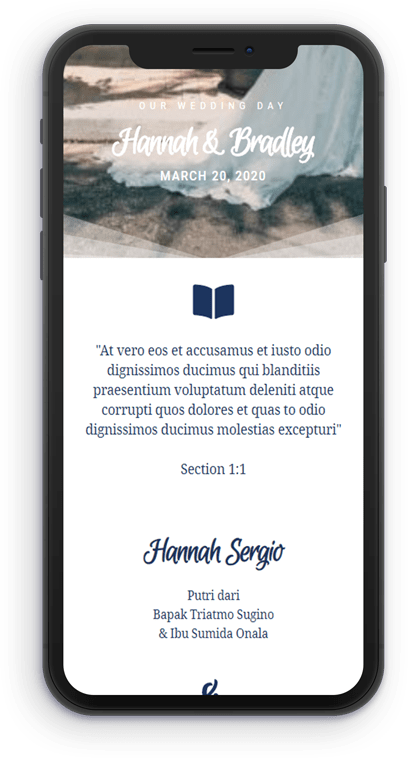 OUR WEDDING DAY
Hannah & Bradley
MARCH 20, 2020
"At vero eos et accusamus et iusto odio
dignissimos ducimus qui blanditiis
praesentium voluptatum deleniti atque
corrupti quos dolores et quas to odio
dignissimos ducimus molestias excepturi"
Section 1:1
Hannah Sergio
Putri dari
Bapak Triatmo Sugino
& Ibu Sumida Onala
&